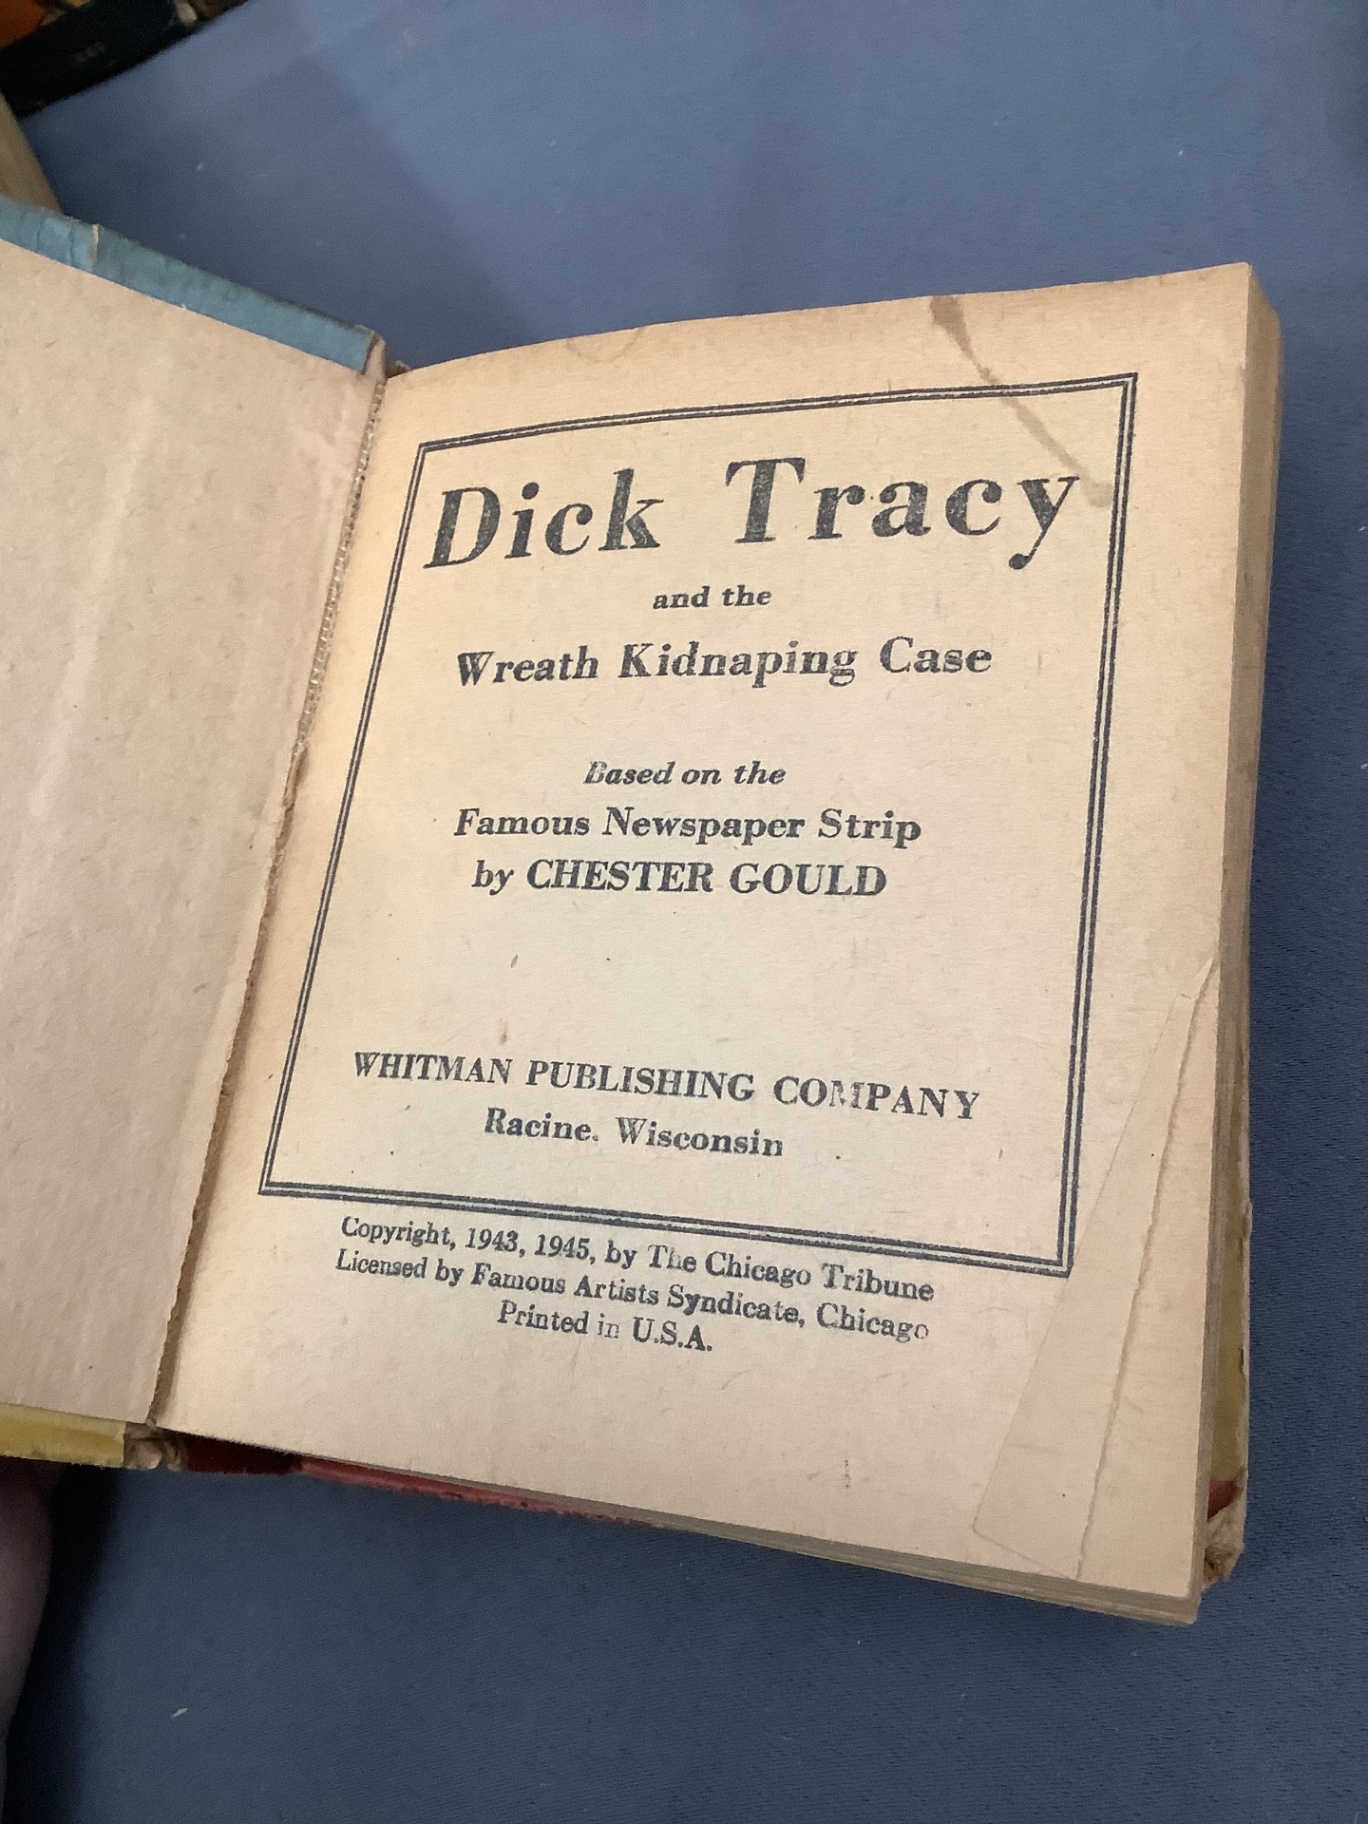 Dick Tracy
and the
Wreath Kidnaping Case
Based on the
Famous Newspaper Strip
by CHESTER GOULD
WHITMAN PUBLISHING COMPANY
Racine, Wisconsin
Copyright, 1943, 1945, by The Chicago Tribune
Licensed by Famous Artists Syndicate, Chicago
Printed in U.S.A.